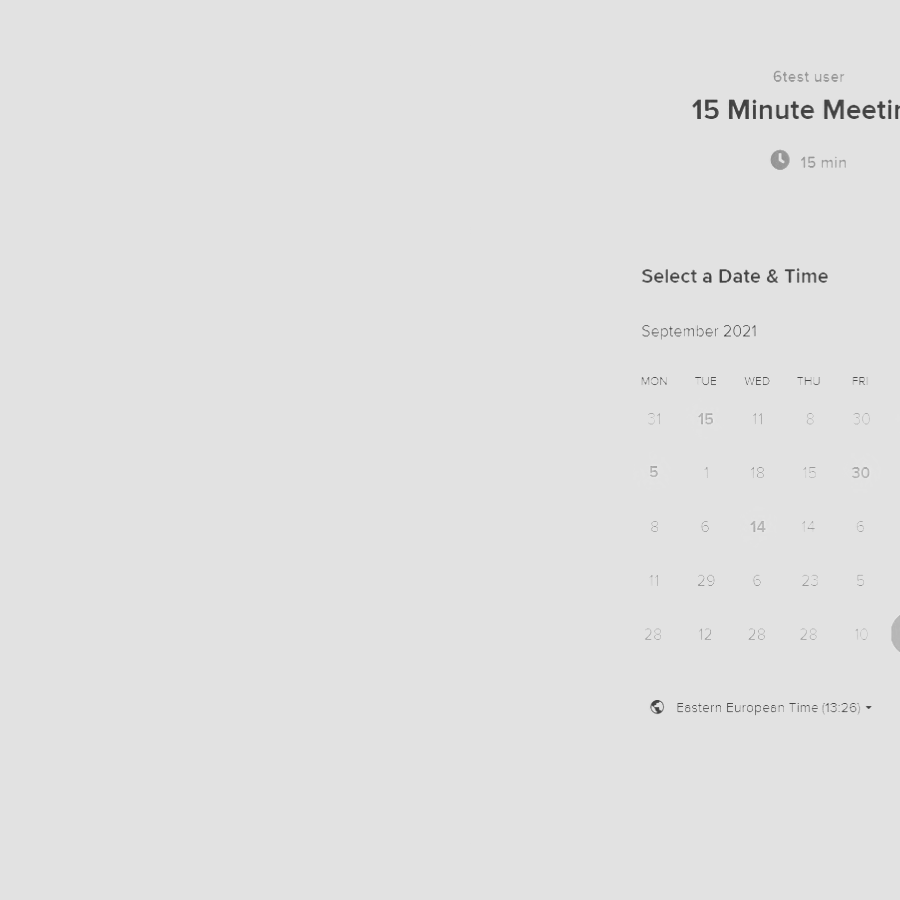 6test user
15 Minute Meetin
15 min
Select a Date & Time
September 2021
MON TUE WED THU FRI
31 15 11 8 30
5 1 18 15 30
8 6 14 14 6
11 29 6 23 5
28 12 28 28 10
Eastern European Time (13:26)